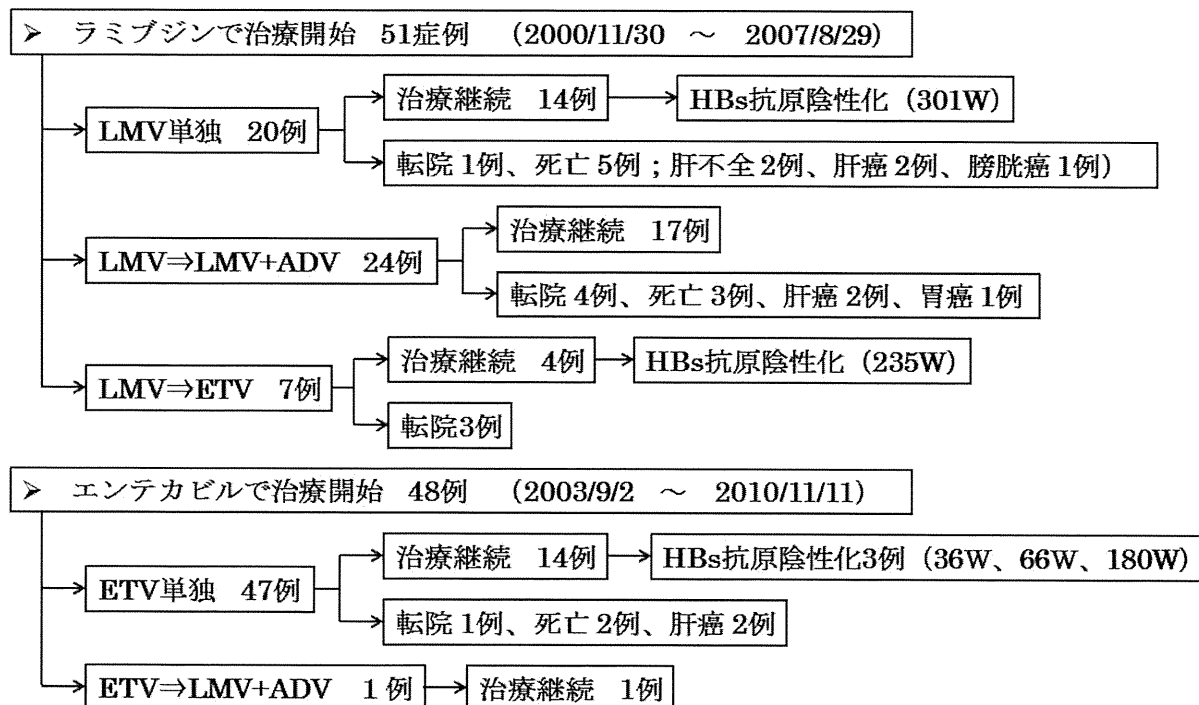 ➢ ラミブジンで治療開始 51症例 （2000/11/30 ～ 2007/8/29）
治療継続 14例
HBs抗原陰性化（301W）
LMV単独 20例
転院1例、死亡5例；肝不全2例、肝癌2例、膀胱癌1例）
治療継続 17例
LMV⇒LMV+ADV 24例
転院4例、死亡3例、肝癌2例、胃癌1例
治療継続 4例
HBs抗原陰性化（235W）
LMV⇒ETV 7例
転院3例
➢ エンテカビルで治療開始 48例 （2003/9/2 ～ 2010/11/11）
治療継続 14例
HBs抗原陰性化3例（36W、66W、180W）
ETV単独 47例
転院1例、死亡2例、肝癌2例
ETV⇒LMV+ADV 1例
治療継続 1例